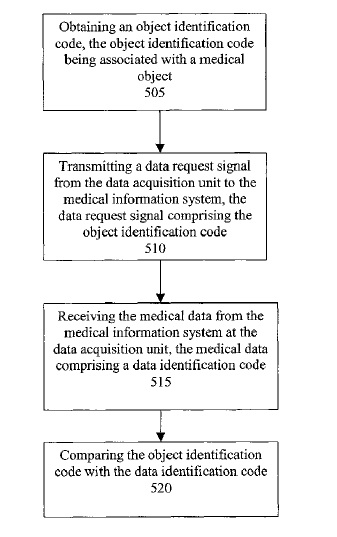 Obtaining an object identification
code, the object identification code
being associated with a medical
object
505
Transmitting a data request signal
from the data acquisition unit to the
medical information system, the
data request signal comprising the
object identification code
510
Receiving the medical data from the
medical information system at the
data acquisition unit, the medical data
comprising a data identification code
515
Comparing the object identification
code with the data identification code
520